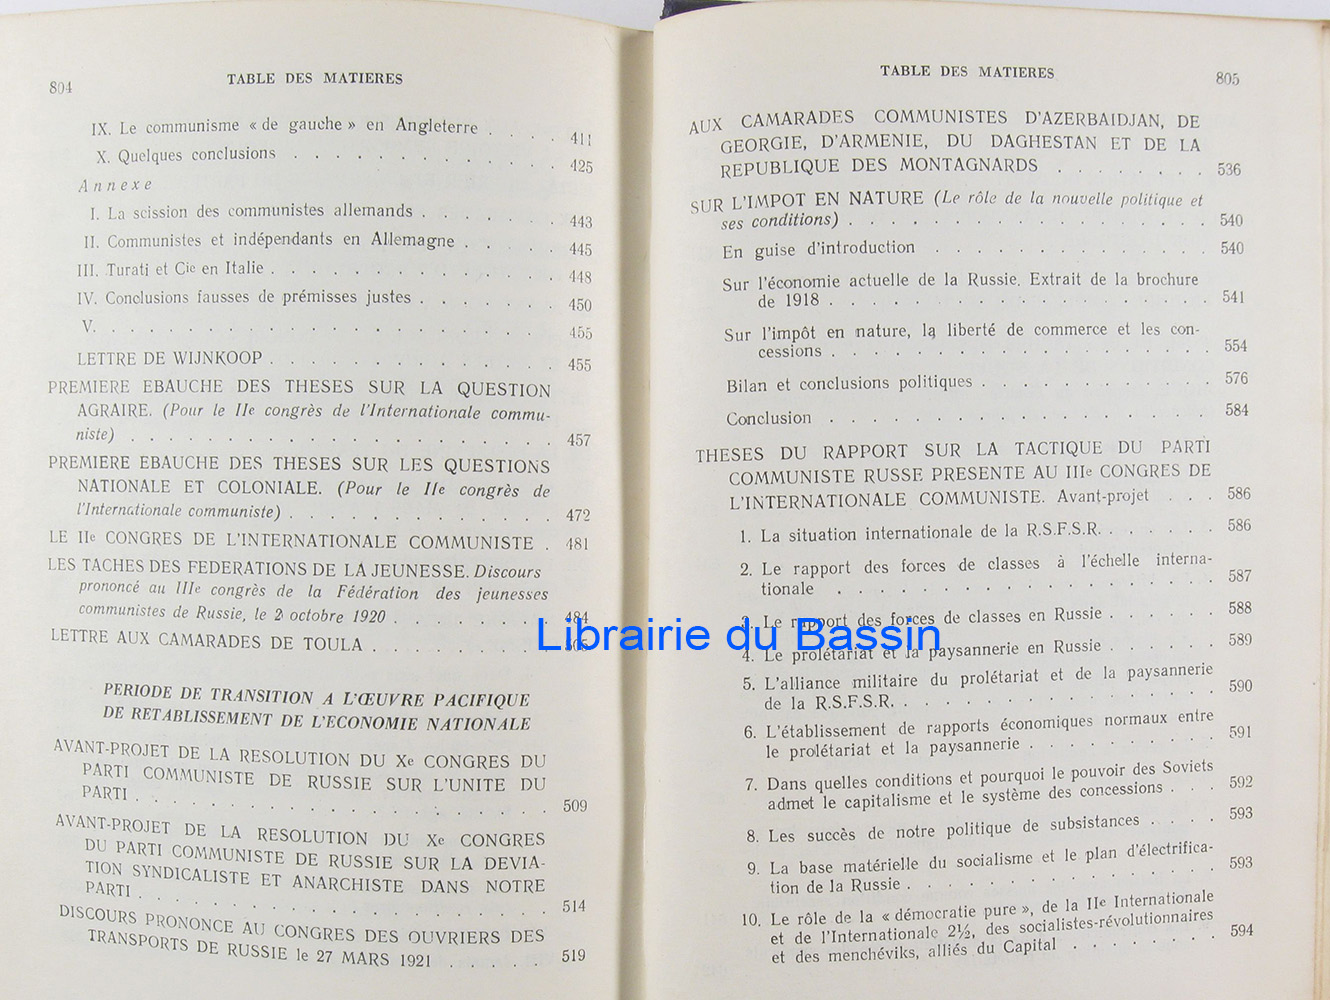 804 TABLE DES MATIERES
IX. Le communisme « de gauche » en Angleterre . . . . 411
X. Quelques conclusions . . . . . . . . . . 425
Annexe
I. La scission des communistes allemands . . . . . . 443
II. Communistes et indépendants en Allemagne . . . . 445
III. Turati et Cie en Italie . . . . . . . . . . . 448
IV. Conclusions fausses de prémisses justes . . . . . . 450
V. . . . . . . . . . . . . . . . . . 455
LETTRE DE WIJNKOOP . . . . . . . . . . . 455
PREMIERE EBAUCHE DES THESES SUR LA QUESTION
AGRAIRE. (Pour le IIe congrès de l'Internationale commu-
niste) . . . . . . . . . . . . . . . . 457
PREMIERE EBAUCHE DES THESES SUR LES QUESTIONS
NATIONALE ET COLONIALE. (Pour le IIe congrès de
l'Internationale communiste) . . . . . . . . . . 472
LE IIe CONGRES DE L'INTERNATIONALE COMMUNISTE . 481
LES TACHES DES FEDERATIONS DE LA JEUNESSE. Discours
prononcé au IIIe congrès de la Fédération des jeunesses
communistes de Russie, le 2 octobre 1920 . . . . . . 484
LETTRE AUX CAMARADES DE TOULA . . . . . . . 505
PERIODE DE TRANSITION A L'ŒUVRE PACIFIQUE
DE RETABLISSEMENT DE L'ECONOMIE NATIONALE
AVANT-PROJET DE LA RESOLUTION DU Xe CONGRES DU
PARTI COMMUNISTE DE RUSSIE SUR L'UNITE DU
PARTI . . . . . . . . . . . . . . . . 509
AVANT-PROJET DE LA RESOLUTION DU Xe CONGRES
DU PARTI COMMUNISTE DE RUSSIE SUR LA DEVIA-
TION SYNDICALISTE ET ANARCHISTE DANS NOTRE
PARTI . . . . . . . . . . . . . . . . 514
DISCOURS PRONONCE AU CONGRES DES OUVRIERS DES
TRANSPORTS DE RUSSIE le 27 MARS 1921 . . . . . 519
TABLE DES MATIERES 805
AUX CAMARADES COMMUNISTES D'AZERBAIDJAN, DE
GEORGIE, D'ARMENIE, DU DAGHESTAN ET DE LA
REPUBLIQUE DES MONTAGNARDS . . . . . . . . 536
SUR L'IMPOT EN NATURE (Le rôle de la nouvelle politique et
ses conditions) . . . . . . . . . . . . . . 540
En guise d'introduction . . . . . . . . . . . 540
Sur l'économie actuelle de la Russie. Extrait de la brochure
de 1918 . . . . . . . . . . . . . . . . 541
Sur l'impôt en nature, la liberté de commerce et les con-
cessions . . . . . . . . . . . . . . . . 554
Bilan et conclusions politiques . . . . . . . . . . 576
Conclusion . . . . . . . . . . . . . . . 584
THESES DU RAPPORT SUR LA TACTIQUE DU PARTI
COMMUNISTE RUSSE PRESENTE AU IIIe CONGRES DE
L'INTERNATIONALE COMMUNISTE. Avant-projet . . . 586
1. La situation internationale de la R.S.F.S.R. . . . . . 586
2. Le rapport des forces de classes à l'échelle interna-
tionale . . . . . . . . . . . . . . . 587
3. Le rapport des forces de classes en Russie . . . . . 588
4. Le prolétariat et la paysannerie en Russie . . . . . 589
5. L'alliance militaire du prolétariat et de la paysannerie
de la R.S.F.S.R. . . . . . . . . . . . . 590
6. L'établissement de rapports économiques normaux entre
le prolétariat et la paysannerie . . . . . . . . 591
7. Dans quelles conditions et pourquoi le pouvoir des Soviets
admet le capitalisme et le système des concessions . . . 592
8. Les succès de notre politique de subsistances . . . . 593
9. La base matérielle du socialisme et le plan d'électrifica-
tion de la Russie . . . . . . . . . . . . . 593
10. Le rôle de la « démocratie pure », de la IIe Internationale
et de l'Internationale 2½, des socialistes-révolutionnaires
et des menchéviks, alliés du Capital . . . . . . . 594
Librairie du Bassin